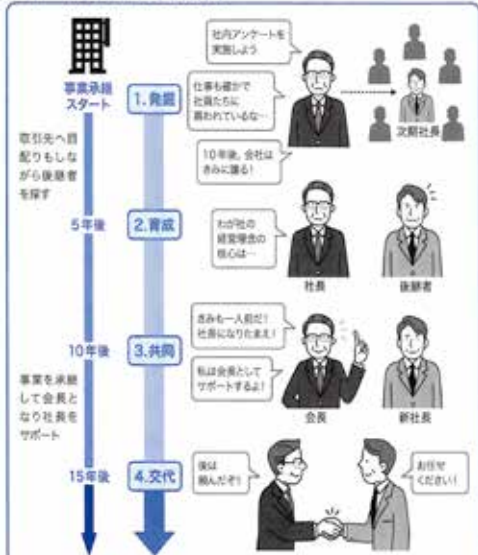 事業承継
スタート
取引先へ目
配りもしな
がら後継者
を探す
5年後
10年後
事業を承継
して会長と
なり社長を
サポート
15年後
1.発掘
社内アンケートを
実施しよう
仕事も確かで
社員たちに
慕われているな…
次期社長
10年後、会社は
きみに譲る!
2.育成
わが社の
経営理念の
核心は…
社長
後継者
3.共同
きみも一人前だ!
社長になりたまえ!
私は会長として
サポートするよ!
会長
新社長
4.交代
後は
頼んだぞ!
お任せ
ください!